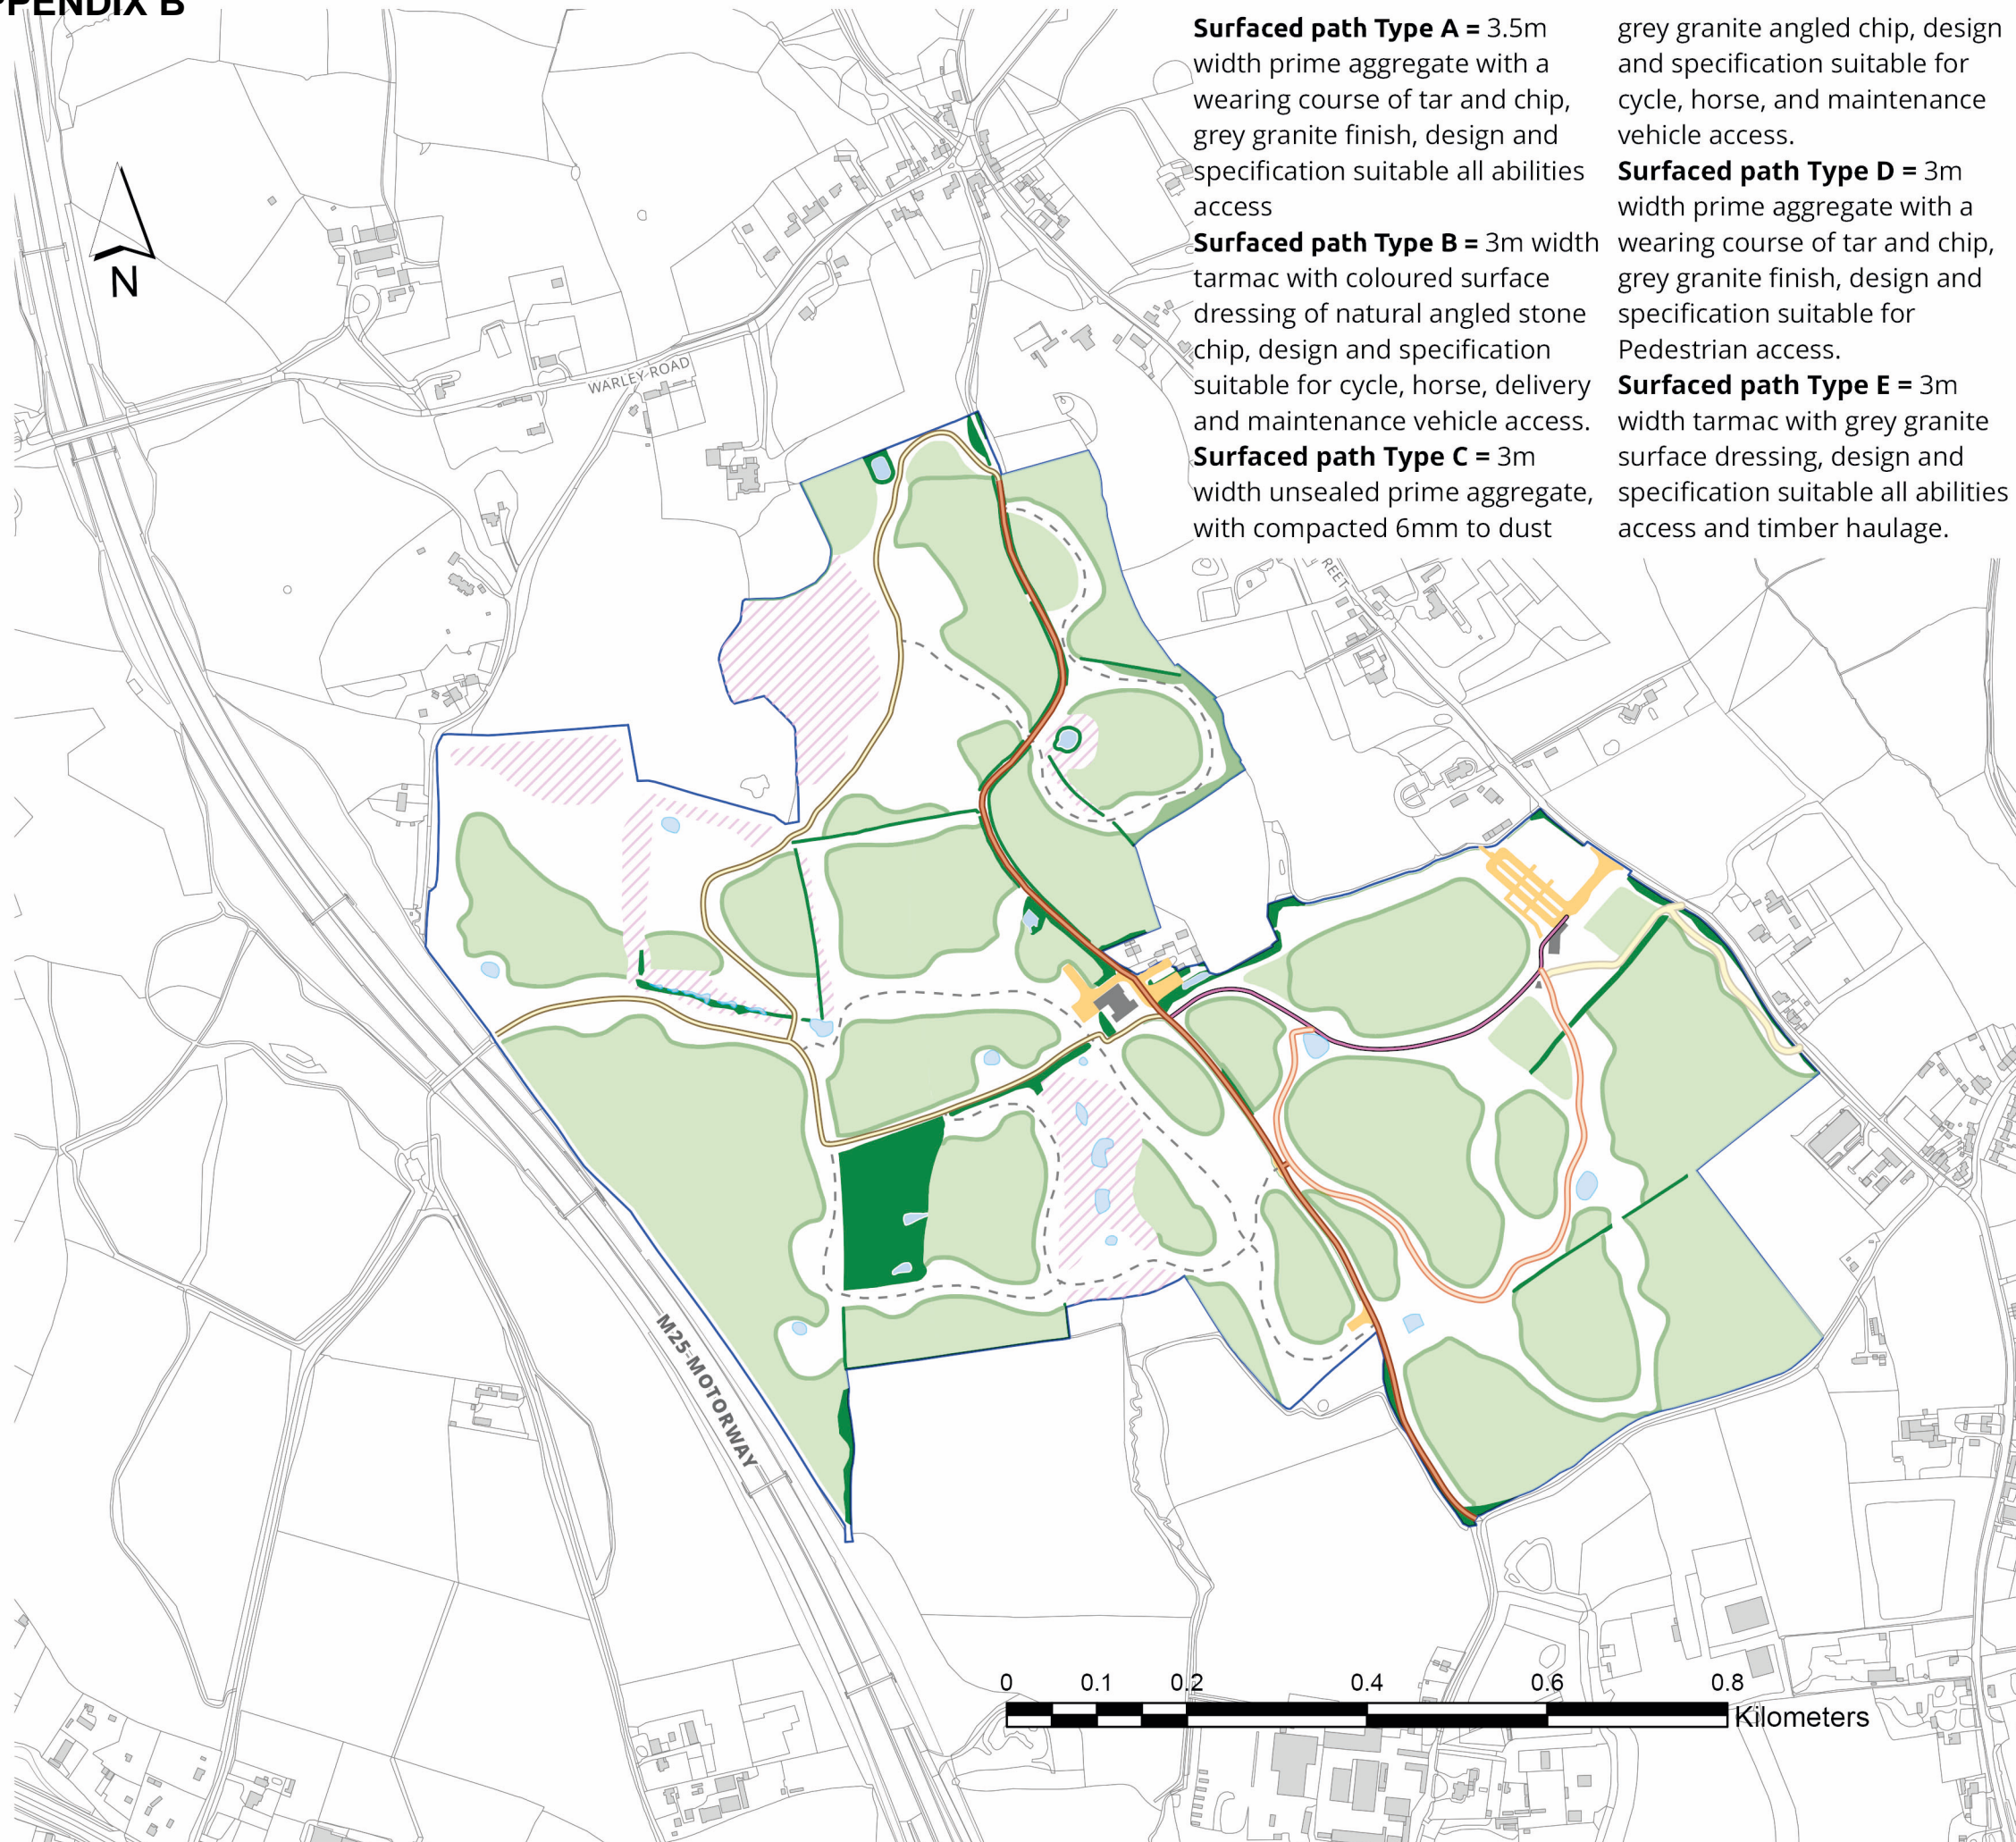 PPENDIX B
Surfaced path Type A = 3.5m
width prime aggregate with a
wearing course of tar and chip,
grey granite finish, design and
specification suitable all abilities
access
Surfaced path Type B = 3m width
tarmac with coloured surface
dressing of natural angled stone
chip, design and specification
suitable for cycle, horse, delivery
and maintenance vehicle access.
Surfaced path Type C = 3m
width unsealed prime aggregate,
with compacted 6mm to dust
grey granite angled chip, design
and specification suitable for
cycle, horse, and maintenance
vehicle access.
Surfaced path Type D = 3m
width prime aggregate with a
wearing course of tar and chip,
grey granite finish, design and
specification suitable for
Pedestrian access.
Surfaced path Type E = 3m
width tarmac with grey granite
surface dressing, design and
specification suitable all abilities
access and timber haulage.
N
WARLEY ROAD
REET
M25-MOTORWAY
0 0.1 0.2 0.4 0.6 0.8
Kilometers